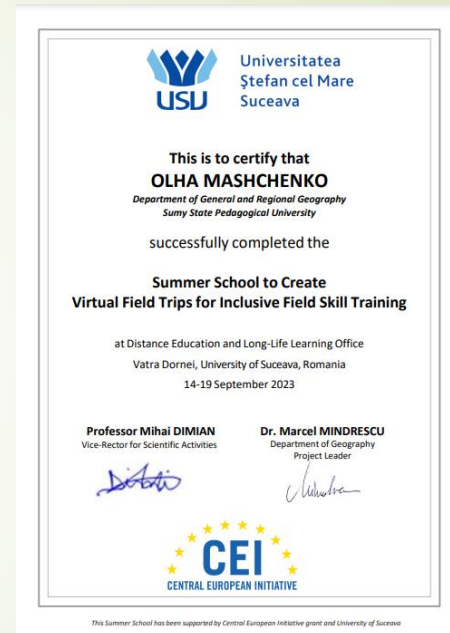 USU
Universitatea
Ștefan cel Mare
Suceava
This is to certify that
OLHA MASHCHENKO
Department of General and Regional Geography
Sumy State Pedagogical University
successfully completed the
Summer School to Create
Virtual Field Trips for Inclusive Field Skill Training
at Distance Education and Long-Life Learning Office
Vatra Dornei, University of Suceava, Romania
14-19 September 2023
Professor Mihai DIMIAN
Vice-Rector for Scientific Activities
Dr. Marcel MINDRESCU
Department of Geography
Project Leader
CEI
CENTRAL EUROPEAN INITIATIVE
This Summer School has been supported by Central European Initiative grant and University of Suceava